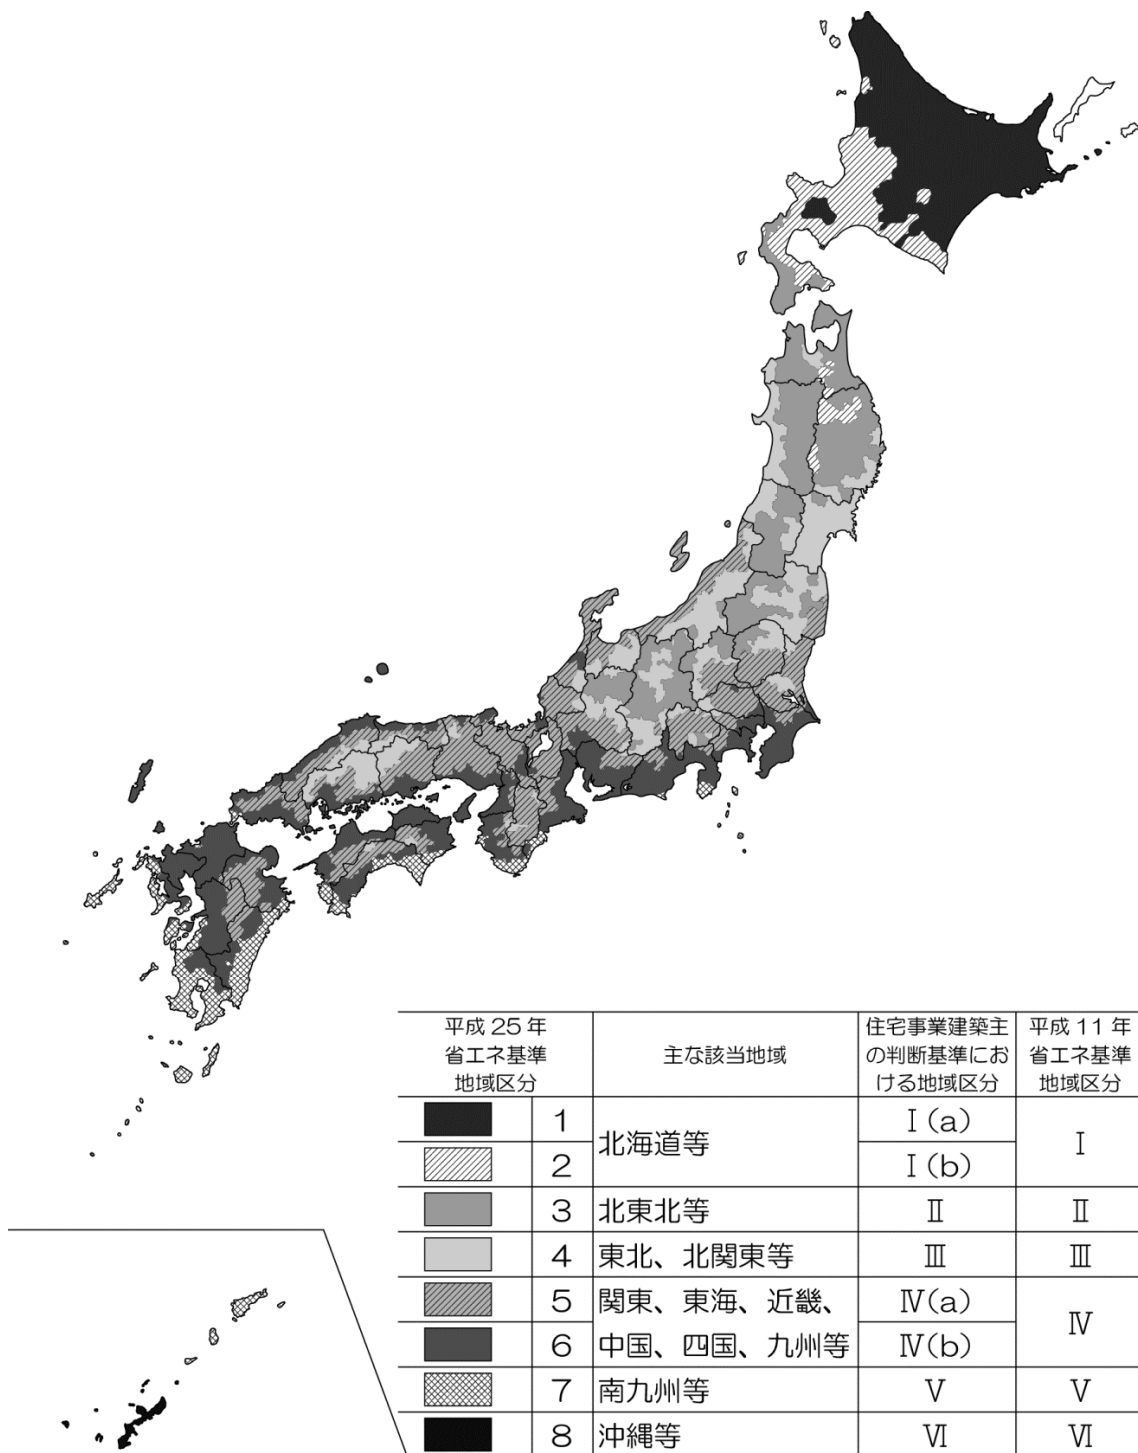 平成 25 年
省エネ基準
地域区分
主な該当地域
住宅事業建築主
の判断基準にお
ける地域区分
平成 11 年
省エネ基準
地域区分
1
北海道等
Ⅰ(a)
Ⅰ
2
Ⅰ(b)
3
北東北等
Ⅱ
Ⅱ
4
東北、北関東等
Ⅲ
Ⅲ
5
関東、東海、近畿、
Ⅳ(a)
Ⅳ
6
中国、四国、九州等
Ⅳ(b)
7
南九州等
Ⅴ
Ⅴ
8
沖縄等
Ⅵ
Ⅵ